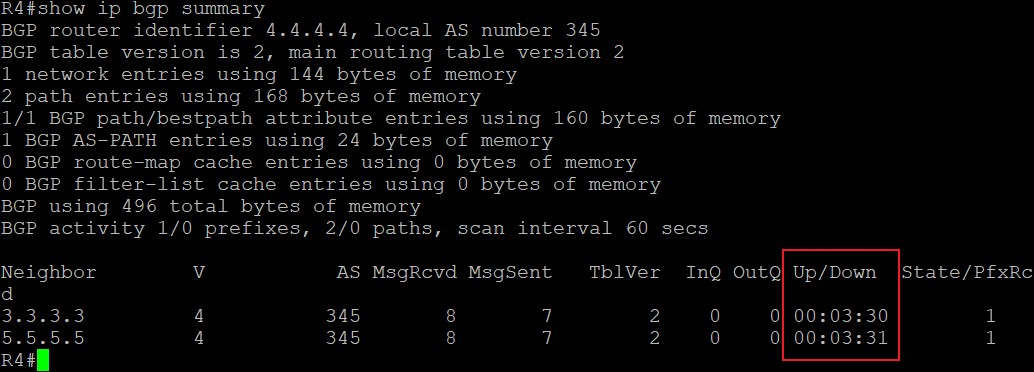 R4#show ip bgp summary
BGP router identifier 4.4.4.4, local AS number 345
BGP table version is 2, main routing table version 2
1 network entries using 144 bytes of memory
2 path entries using 168 bytes of memory
1/1 BGP path/bestpath attribute entries using 160 bytes of memory
1 BGP AS-PATH entries using 24 bytes of memory
0 BGP route-map cache entries using 0 bytes of memory
0 BGP filter-list cache entries using 0 bytes of memory
BGP using 496 total bytes of memory
BGP activity 1/0 prefixes, 2/0 paths, scan interval 60 secs
Neighbor V AS MsgRcvd MsgSent TblVer InQ OutQ Up/Down State/PfxRc
d
3.3.3.3 4 345 8 7 2 0 0 00:03:30 1
5.5.5.5 4 345 8 7 2 0 0 00:03:31 1
R4#